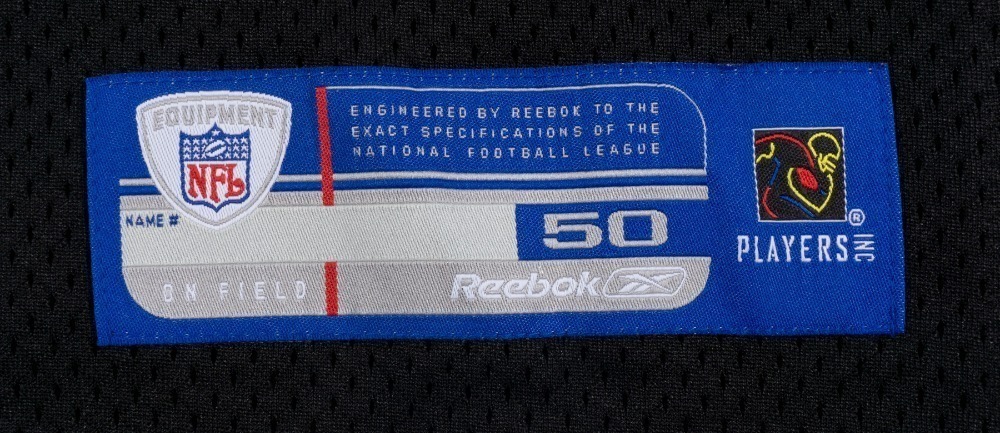 EQUIPMENT
NFL
ENGINEERED BY REEBOK TO THE
EXACT SPECIFICATIONS OF THE
NATIONAL FOOTBALL LEAGUE
NAME #
50
ON FIELD
Reebok
®
PLAYERS INC